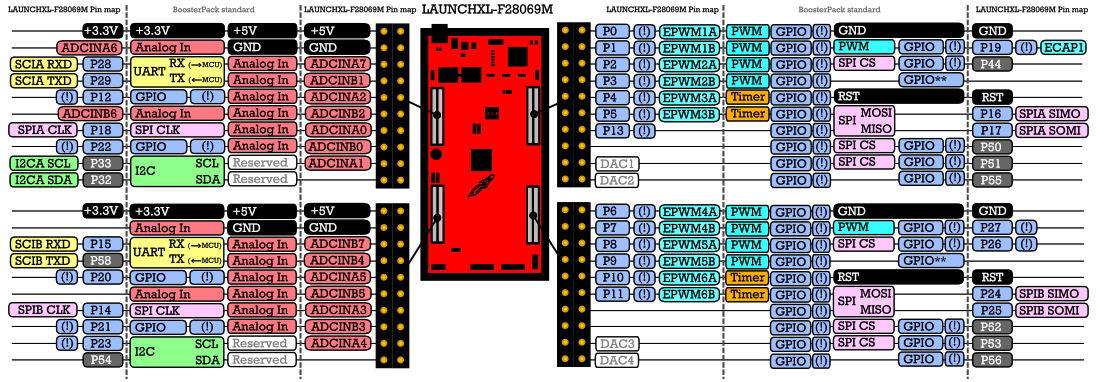 LAUNCHXL-F28069M Pin map BoosterPack standard LAUNCHXL-F28069M Pin map LAUNCHXL-F28069M LAUNCHXL-F28069M Pin map BoosterPack standard LAUNCHXL-F28069M Pin map
+3.3V +3.3V +5V +5V P0 (!) EPWM1A PWM GPIO (!) GND GND
ADCINA6 Analog In GND GND P1 (!) EPWM1B PWM GPIO (!) PWM GPIO (!) P19 (!) ECAP1
SCIA RXD P28 UART RX (→MCU) Analog In ADCINA7 P2 (!) EPWM2A PWM GPIO (!) SPI CS GPIO (!) P44
SCIA TXD P29 TX (←MCU) Analog In ADCINB1 P3 (!) EPWM2B PWM GPIO (!) GPIO**
(!) P12 GPIO (!) Analog In ADCINA2 P4 (!) EPWM3A Timer GPIO (!) RST RST
ADCINB6 Analog In Analog In ADCINB2 P5 (!) EPWM3B Timer GPIO (!) SPI MOSI P16 SPIA SIMO
SPIA CLK P18 SPI CLK Analog In ADCINA0 P13 (!) GPIO (!) MISO P17 SPIA SOMI
(!) P22 GPIO (!) Analog In ADCINB0 GPIO (!) SPI CS GPIO (!) P50
I2CA SCL P33 I2C SCL Reserved ADCINA1 DAC1 GPIO (!) SPI CS GPIO (!) P51
I2CA SDA P32 SDA Reserved DAC2 GPIO (!) GPIO (!) P55
+3.3V +3.3V +5V +5V P6 (!) EPWM4A PWM GPIO (!) GND GND
Analog In GND GND P7 (!) EPWM4B PWM GPIO (!) PWM GPIO (!) P27 (!)
SCIB RXD P15 UART RX (→MCU) Analog In ADCINB7 P8 (!) EPWM5A PWM GPIO (!) SPI CS GPIO (!) P26 (!)
SCIB TXD P58 TX (←MCU) Analog In ADCINB4 P9 (!) EPWM5B PWM GPIO (!) GPIO**
(!) P20 GPIO (!) Analog In ADCINA5 P10 (!) EPWM6A Timer GPIO (!) RST RST
Analog In Analog In ADCINB5 P11 (!) EPWM6B Timer GPIO (!) SPI MOSI P24 SPIB SIMO
SPIB CLK P14 SPI CLK Analog In ADCINA3 GPIO (!) MISO P25 SPIB SOMI
(!) P21 GPIO (!) Analog In ADCINB3 GPIO (!) SPI CS GPIO (!) P52
(!) P23 I2C SCL Reserved ADCINA4 DAC3 GPIO (!) SPI CS GPIO (!) P53
P54 SDA Reserved DAC4 GPIO (!) GPIO (!) P56